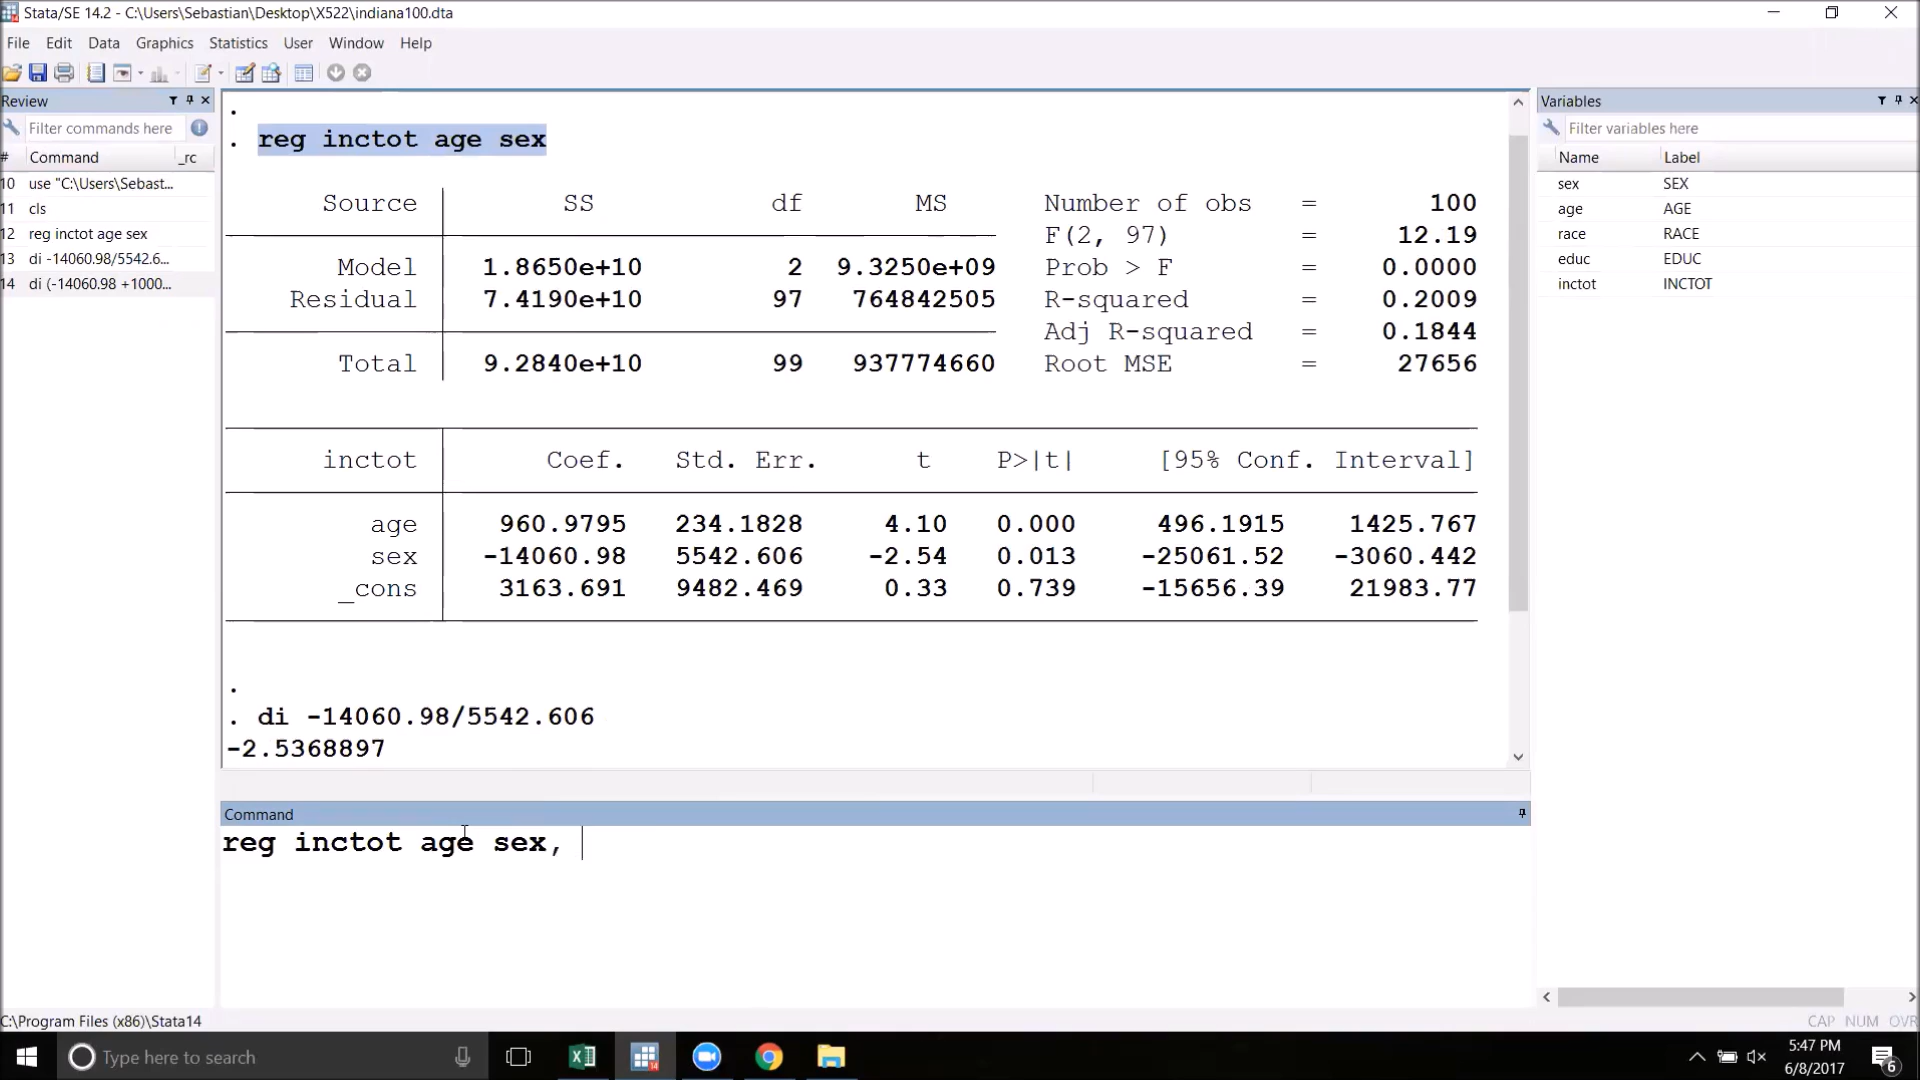 Stata/SE 14.2 - C:\Users\Sebastian\Desktop\X522\indiana100.dta
File Edit Data Graphics Statistics User Window Help
Review
Filter commands here
# Command _rc
10 use "C:\Users\Sebast...
11 cls
12 reg inctot age sex
13 di -14060.98/5542.6...
14 di (-14060.98 +1000...
.
. reg inctot age sex
Source SS df MS Number of obs = 100
F(2, 97) = 12.19
Model 1.8650e+10 2 9.3250e+09 Prob > F = 0.0000
Residual 7.4190e+10 97 764842505 R-squared = 0.2009
Adj R-squared = 0.1844
Total 9.2840e+10 99 937774660 Root MSE = 27656
inctot Coef. Std. Err. t P>|t| [95% Conf. Interval]
age 960.9795 234.1828 4.10 0.000 496.1915 1425.767
sex -14060.98 5542.606 -2.54 0.013 -25061.52 -3060.442
_cons 3163.691 9482.469 0.33 0.739 -15656.39 21983.77
.
. di -14060.98/5542.606
-2.5368897
Command
reg inctot age sex,
Variables
Filter variables here
Name Label
sex SEX
age AGE
race RACE
educ EDUC
inctot INCTOT
C:\Program Files (x86)\Stata14
CAP NUM OVR
Type here to search
14
5:47 PM
6/8/2017
6